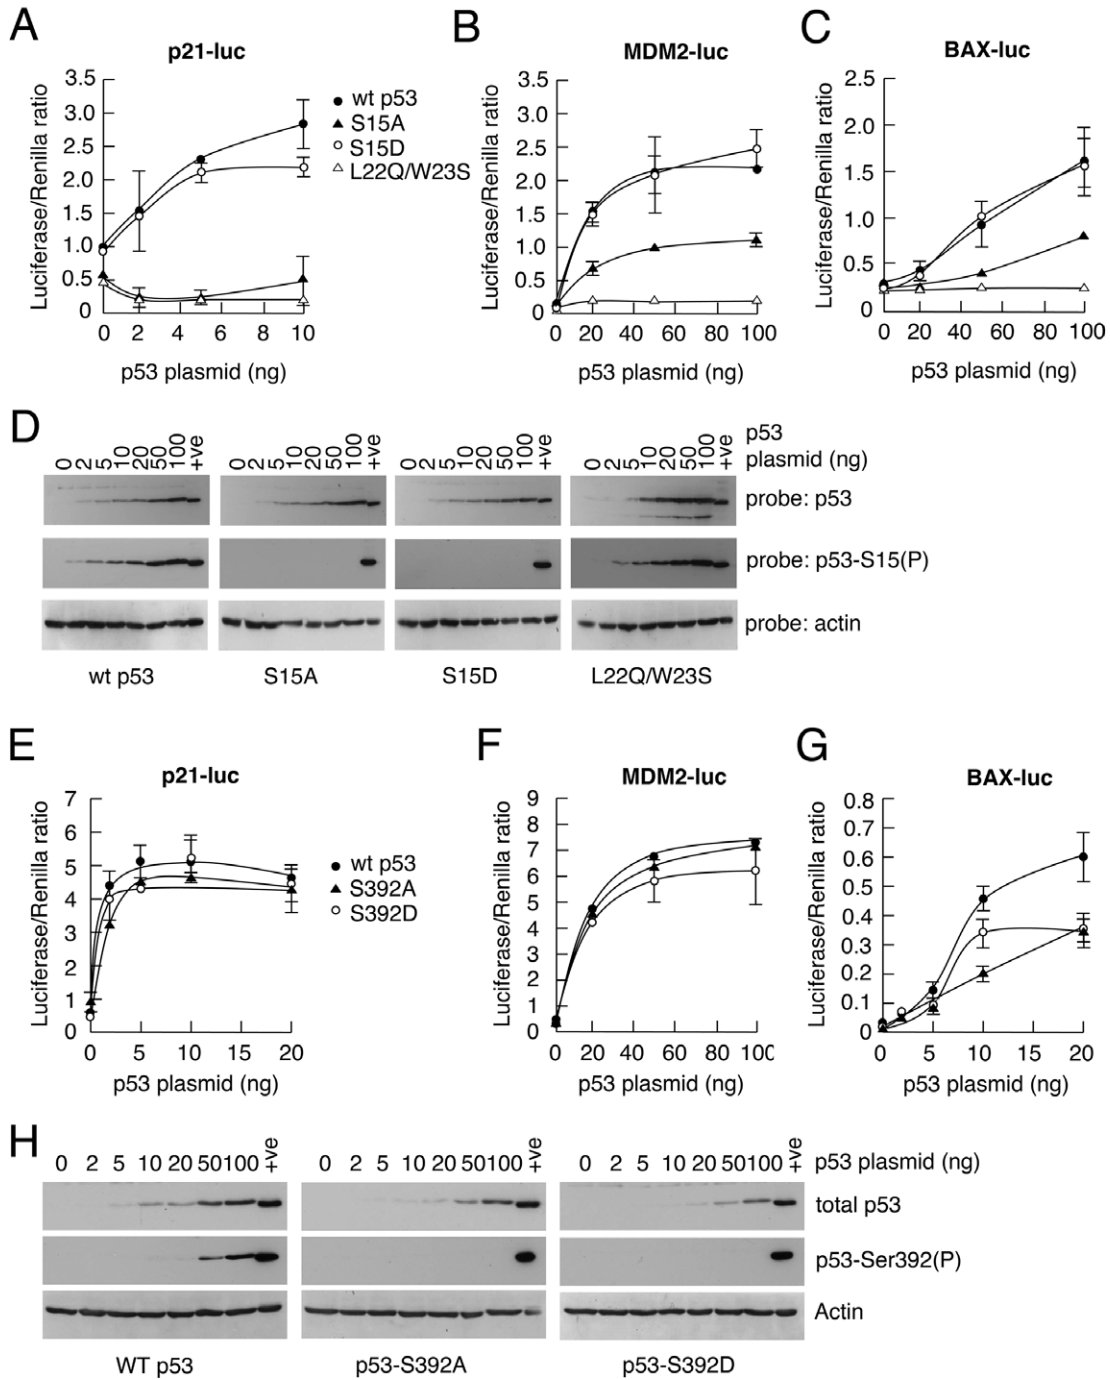 A
p21-luc
Luciferase/Renilla ratio
3.5
3.0
2.5
2.0
1.5
1.0
0.5
0
0 2 4 6 8 10
p53 plasmid (ng)
wt p53
S15A
S15D
L22Q/W23S
B
MDM2-luc
Luciferase/Renilla ratio
3.5
3.0
2.5
2.0
1.5
1.0
0.5
0
0 20 40 60 80 100
p53 plasmid (ng)
C
BAX-luc
Luciferase/Renilla ratio
2.5
2.0
1.5
1.0
0.5
0
0 20 40 60 80 100
p53 plasmid (ng)
D
0 2 5 10 20 50 100 +ve
0 2 5 10 20 50 100 +ve
0 2 5 10 20 50 100 +ve
0 2 5 10 20 50 100 +ve
p53
plasmid (ng)
probe: p53
probe: p53-S15(P)
probe: actin
wt p53
S15A
S15D
L22Q/W23S
E
p21-luc
Luciferase/Renilla ratio
7
6
5
4
3
2
1
0
0 5 10 15 20
p53 plasmid (ng)
wt p53
S392A
S392D
F
MDM2-luc
Luciferase/Renilla ratio
9
8
7
6
5
4
3
2
1
0
0 20 40 60 80 100
p53 plasmid (ng)
G
BAX-luc
Luciferase/Renilla ratio
0.8
0.7
0.6
0.5
0.4
0.3
0.2
0.1
0
0 5 10 15 20
p53 plasmid (ng)
H
0 2 5 10 20 50 100 +ve
0 2 5 10 20 50 100 +ve
0 2 5 10 20 50 100 +ve
p53 plasmid (ng)
total p53
p53-Ser392(P)
Actin
WT p53
p53-S392A
p53-S392D